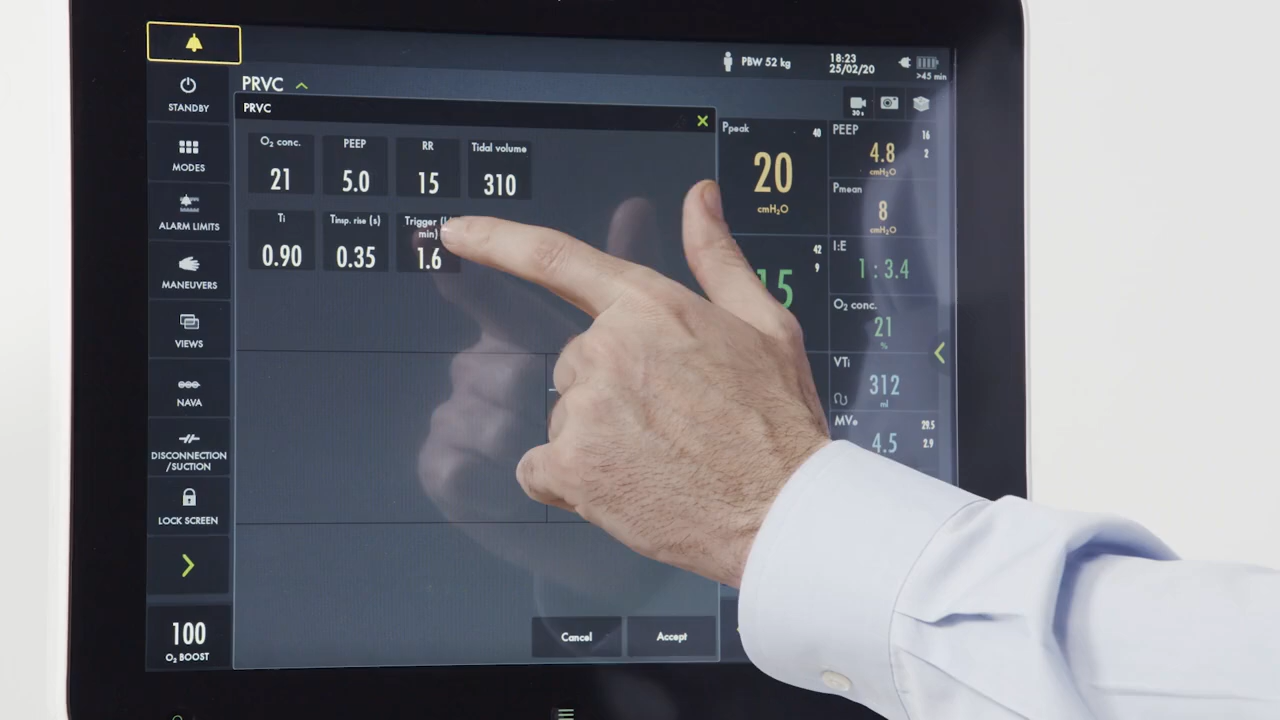 PBW 52 kg
18:23
25/02/20
>45 min
STANDBY
MODES
ALARM LIMITS
MANEUVERS
VIEWS
NAVA
DISCONNECTION
/SUCTION
LOCK SCREEN
100
O₂ BOOST
PRVC
PRVC
O₂ conc.
21
PEEP
5.0
RR
15
Tidal volume
310
Ti
0.90
Tinsp. rise (s)
0.35
Trigger
min)
1.6
Cancel
Accept
Ppeak
40
20
cmH₂O
42
9
15
30 s
PEEP
16
2
4.8
cmH₂O
Pmean
8
cmH₂O
I:E
1 : 3.4
O₂ conc.
21
%
VTi
312
ml
MVe
29.5
2.9
4.5